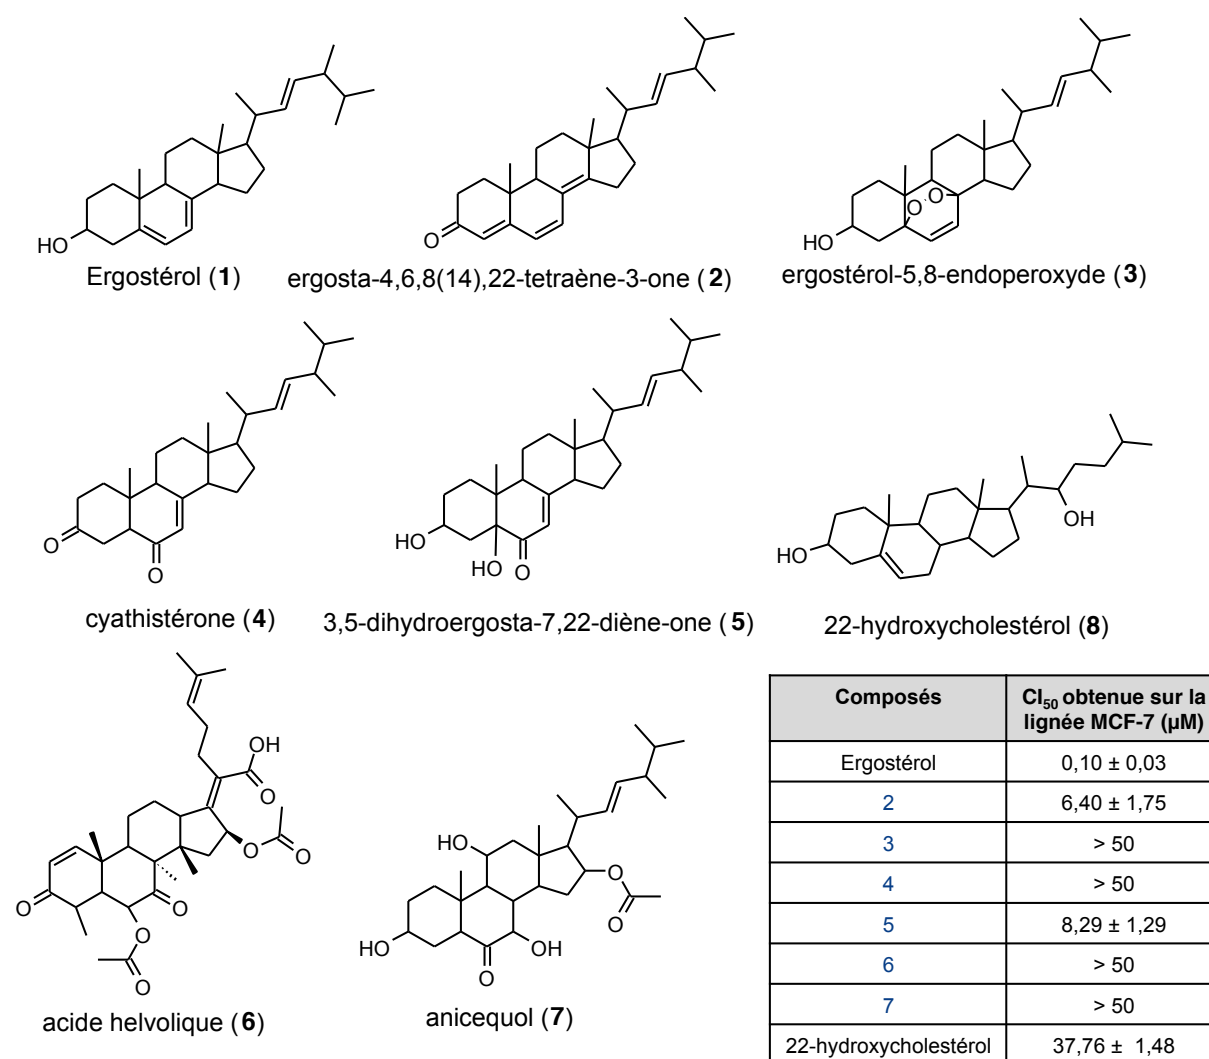 HO
Ergostérol (1)
O
ergosta-4,6,8(14),22-tetraène-3-one (2)
O
O
HO
ergostérol-5,8-endoperoxyde (3)
O
O
cyathistérone (4)
HO
HO
O
3,5-dihydroergosta-7,22-diène-one (5)
HO
OH
22-hydroxycholestérol (8)
OH
O
O
O
O
O
O
O
acide helvolique (6)
HO
O
O
HO
OH
O
anicequol (7)
Composés
CI50 obtenue sur la
lignée MCF-7 (µM)
Ergostérol
0,10 ± 0,03
2
6,40 ± 1,75
3
> 50
4
> 50
5
8,29 ± 1,29
6
> 50
7
> 50
22-hydroxycholestérol
37,76 ± 1,48